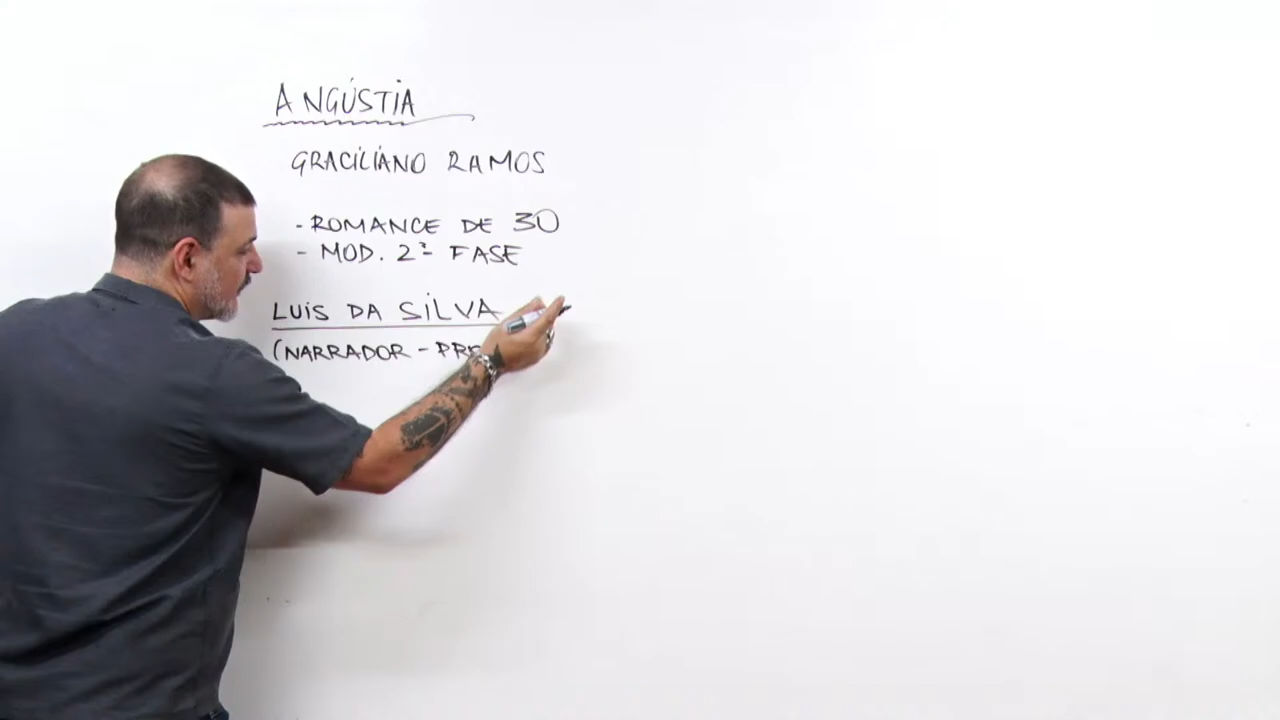 ANGÚSTIA
GRACILIANO RAMOS
- ROMANCE DE 30
- MOD. 2ª FASE
LUIS DA SILVA
(NARRADOR -